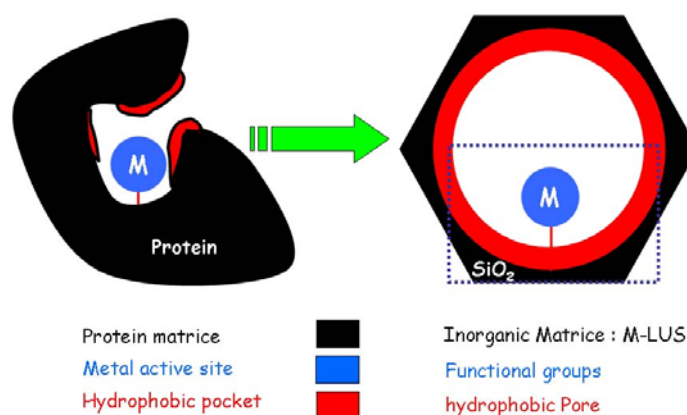 M
Protein
M
SiO₂
Protein matrice
Inorganic Matrice : M-LUS
Metal active site
Functional groups
Hydrophobic pocket
hydrophobic Pore